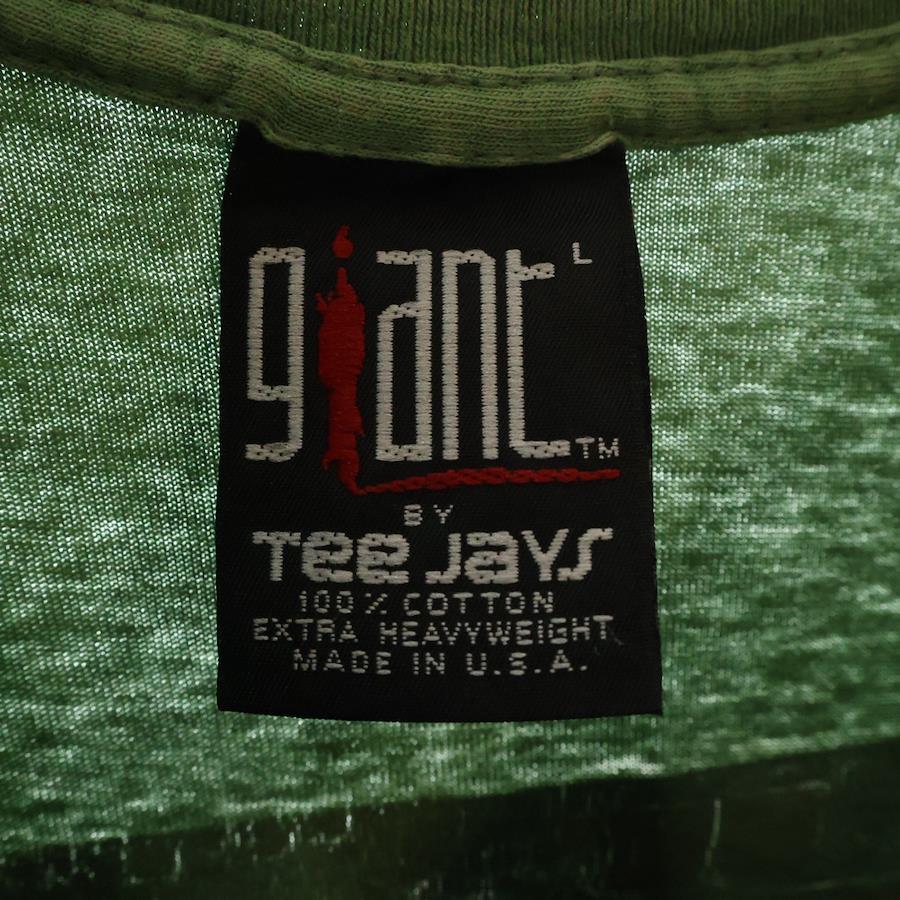 giant L
TM
BY
Tee Jays
100% COTTON
EXTRA HEAVYWEIGHT
MADE IN U.S.A.